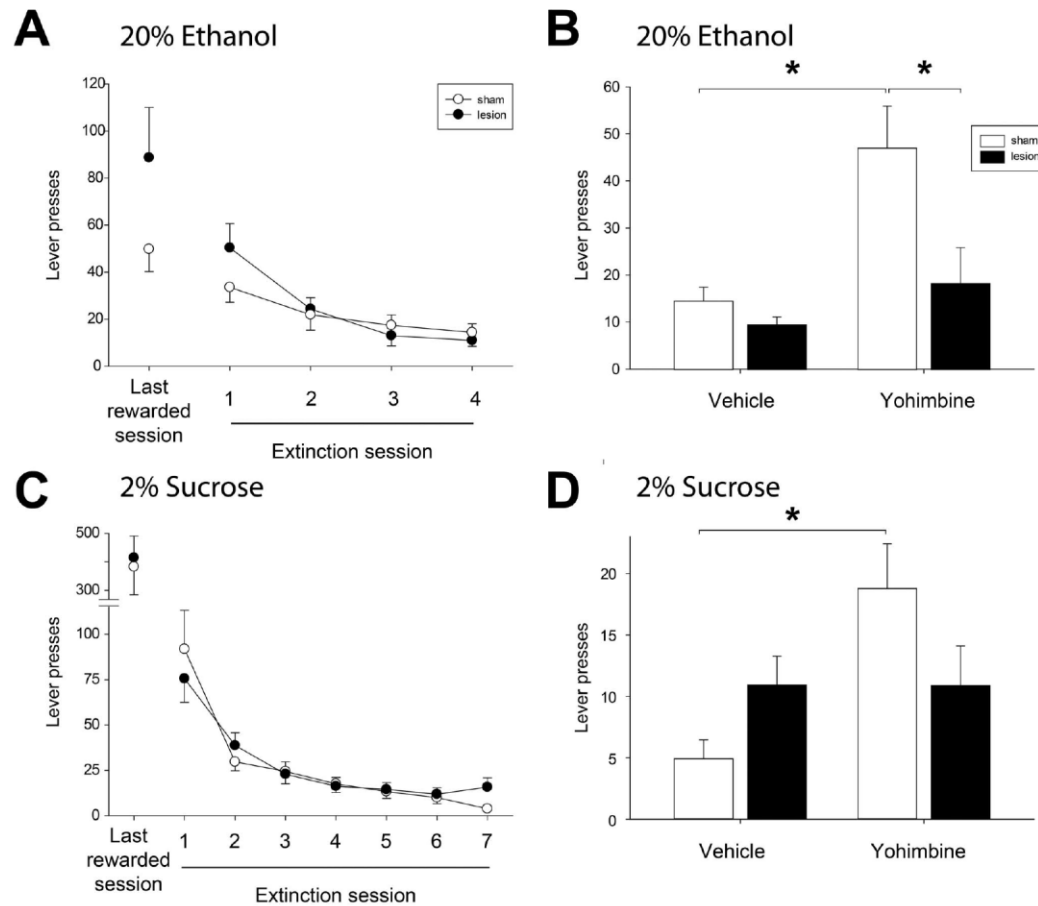 A 20% Ethanol
Lever presses
120
100
80
60
40
20
0
sham
lesion
Last
rewarded
session
1 2 3 4
Extinction session
B 20% Ethanol
* *
Lever presses
60
50
40
30
20
10
0
sham
lesion
Vehicle Yohimbine
C 2% Sucrose
Lever presses
500
300
100
75
50
25
0
Last
rewarded
session
1 2 3 4 5 6 7
Extinction session
D 2% Sucrose
*
Lever presses
20
15
10
5
0
Vehicle Yohimbine